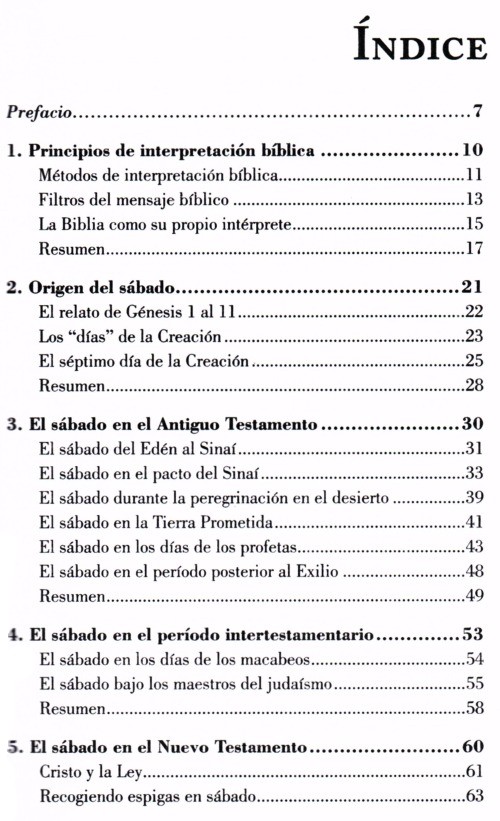 ÍNDICE
Prefacio.......................................................................7
1. Principios de interpretación bíblica ......................10
Métodos de interpretación bíblica.................................11
Filtros del mensaje bíblico .........................................13
La Biblia como su propio intérprete...............................15
Resumen................................................................17
2. Origen del sábado.............................................21
El relato de Génesis 1 al 11.........................................22
Los “días” de la Creación ...........................................23
El séptimo día de la Creación ......................................25
Resumen................................................................28
3. El sábado en el Antiguo Testamento ......................30
El sábado del Edén al Sinaí.........................................31
El sábado en el pacto del Sinaí.....................................33
El sábado durante la peregrinación en el desierto .............39
El sábado en la Tierra Prometida..................................41
El sábado en los días de los profetas..............................43
El sábado en el período posterior al Exilio .....................48
Resumen................................................................49
4. El sábado en el período intertestamentario..............53
El sábado en los días de los macabeos............................54
El sábado bajo los maestros del judaísmo........................55
Resumen................................................................58
5. El sábado en el Nuevo Testamento........................60
Cristo y la Ley..........................................................61
Recogiendo espigas en sábado.....................................63